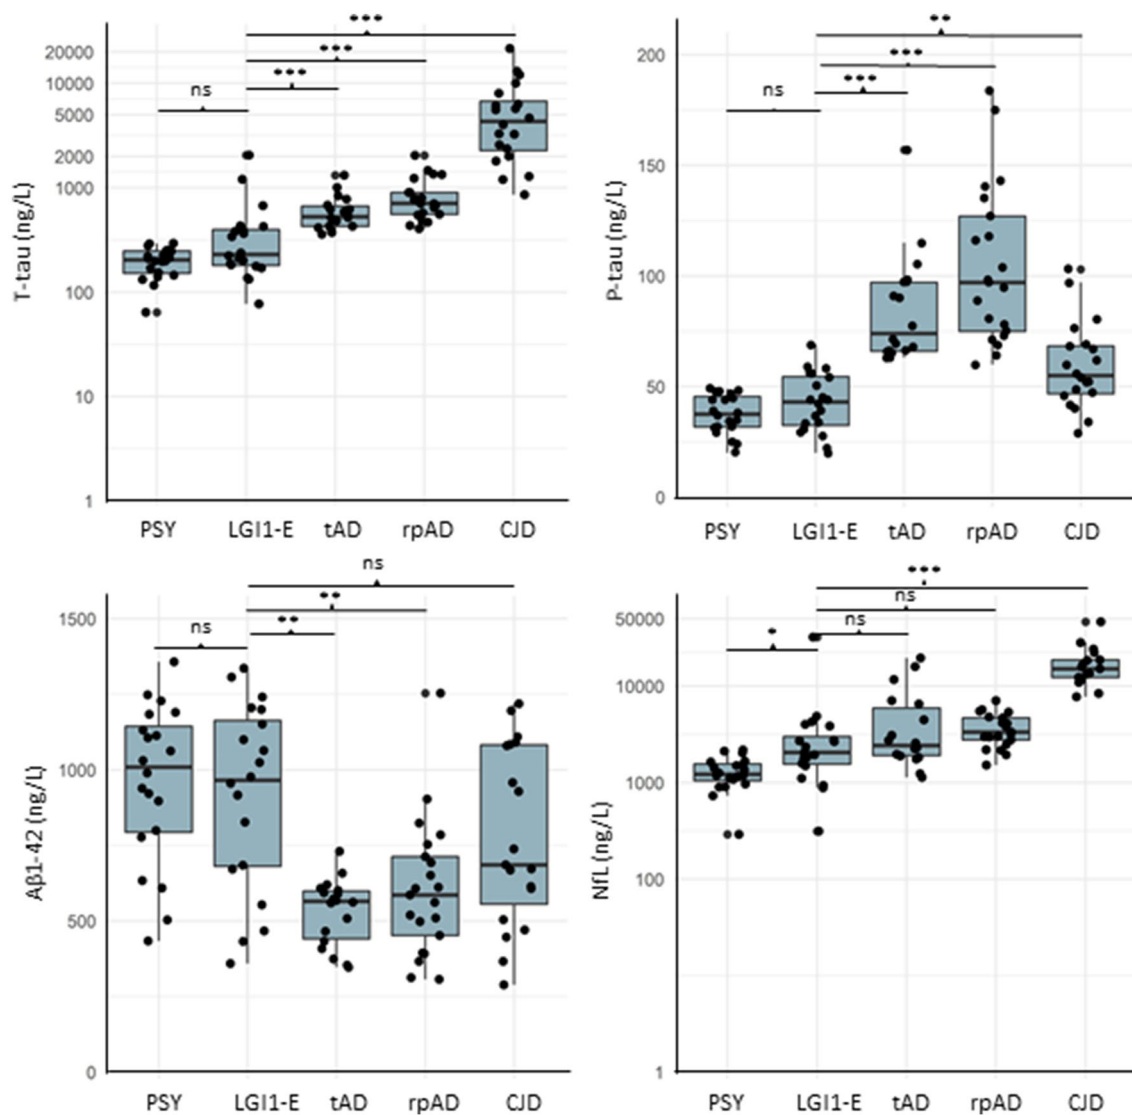 ***
**
20000
***
200
***
10000
***
***
ns
ns
5000
2000
150
1000
T-tau (ng/L)
P-tau (ng/L)
100
100
10
50
1
0
PSY LGI1-E tAD rpAD CJD
PSY LGI1-E tAD rpAD CJD
ns
***
**
ns
1500
ns
**
*
ns
50000
10000
1000
1000
Aβ1-42 (ng/L)
NfL (ng/L)
500
100
0
1
PSY LGI1-E tAD rpAD CJD
PSY LGI1-E tAD rpAD CJD